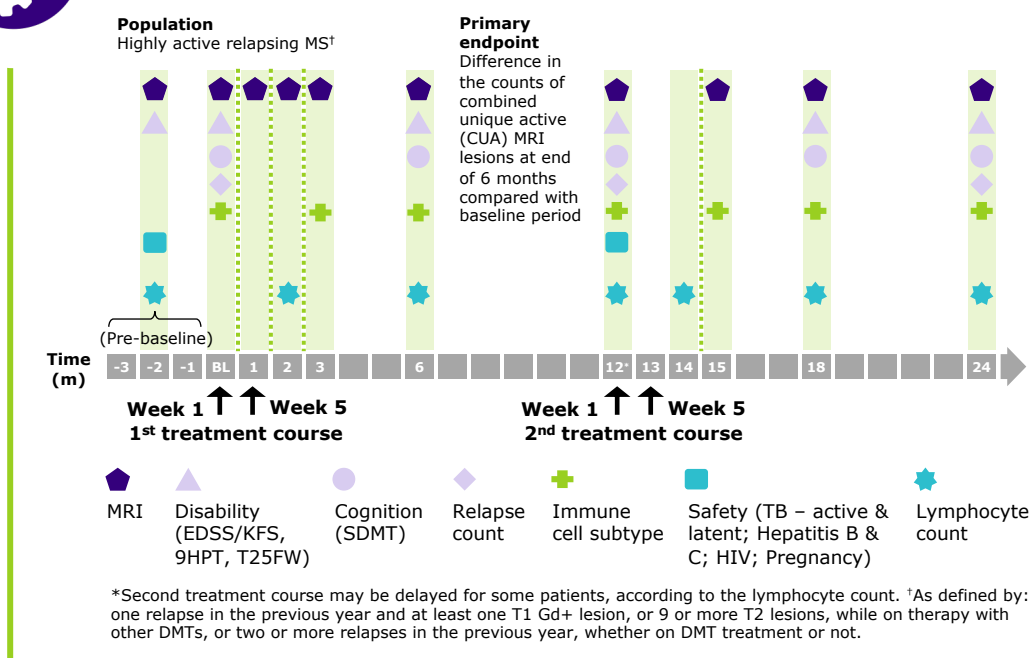 Population
Highly active relapsing MS†
Primary
endpoint
Difference in
the counts of
combined
unique active
(CUA) MRI
lesions at end
of 6 months
compared with
baseline period
(Pre-baseline)
Time
(m)
-3 -2 -1 BL 1 2 3 6 12* 13 14 15 18 24
Week 1 Week 5
1st treatment course
Week 1 Week 5
2nd treatment course
MRI
Disability
(EDSS/KFS,
9HPT, T25FW)
Cognition
(SDMT)
Relapse
count
Immune
cell subtype
Safety (TB – active &
latent; Hepatitis B &
C; HIV; Pregnancy)
Lymphocyte
count
*Second treatment course may be delayed for some patients, according to the lymphocyte count. †As defined by:
one relapse in the previous year and at least one T1 Gd+ lesion, or 9 or more T2 lesions, while on therapy with
other DMTs, or two or more relapses in the previous year, whether on DMT treatment or not.